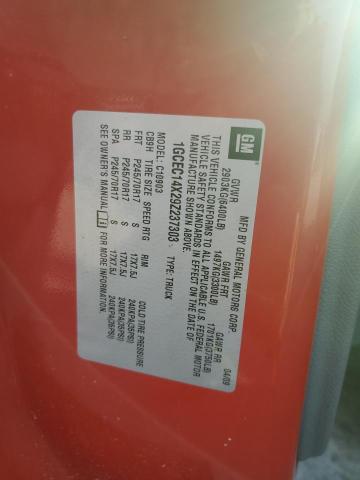 GM
MFD BY GENERAL MOTORS CORP
04/09
GVWR
GAWR FRT
GAWR RR
2903KG(6400LB)
1497KG(3300LB)
1701KG(3750LB)
THIS VEHICLE CONFORMS TO ALL APPLICABLE U.S. FEDERAL MOTOR
VEHICLE SAFETY STANDARDS IN EFFECT ON THE DATE OF
MANUFACTURE SHOWN ABOVE.
1GCEC14X29Z237303
TYPE: TRUCK
C10903
CB9H TIRE SIZE SPEED RTG RIM COLD TIRE PRESSURE
FRT P245/70R17 S 17X7.5J 240KPA(35PSI)
RR P245/70R17 S 17X7.5J 240KPA(35PSI)
SPA P245/70R17 S 17X7.5J 240KPA(35PSI)
SEE OWNER'S MANUAL FOR MORE INFORMATION.